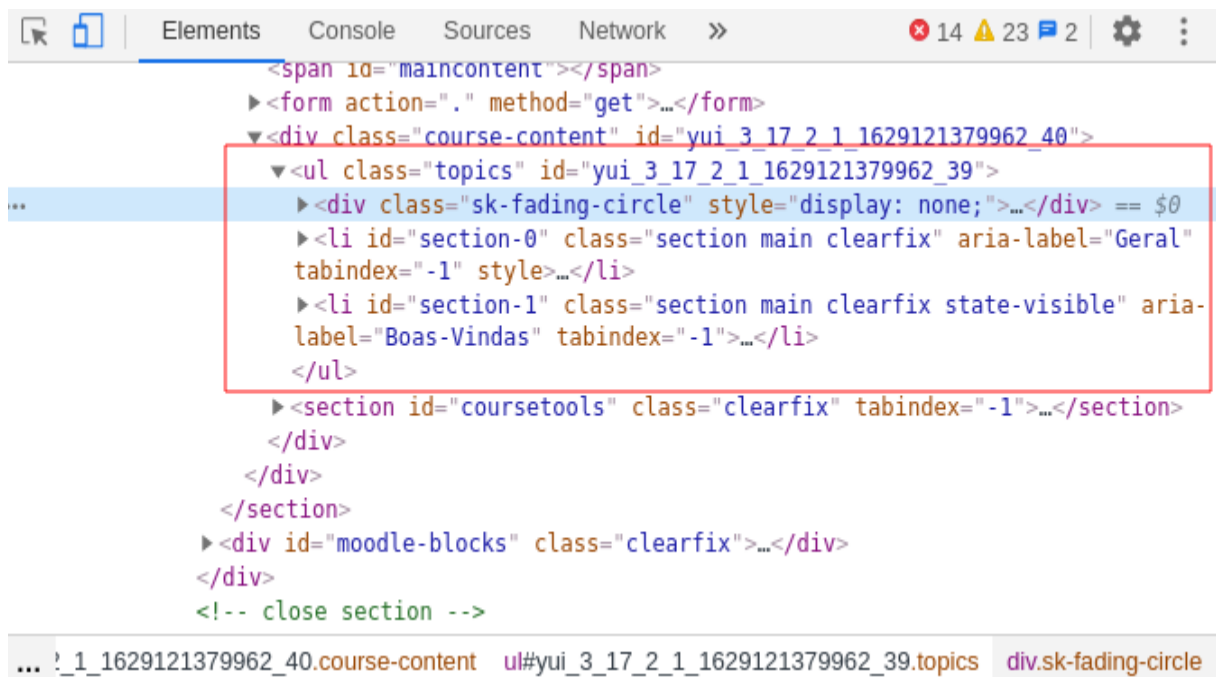 Elements Console Sources Network » 14 23 2
<span id="maincontent"></span>
▶<form action="." method="get">…</form>
▼<div class="course-content" id="yui_3_17_2_1_1629121379962_40">
▼<ul class="topics" id="yui_3_17_2_1_1629121379962_39">
… ▶<div class="sk-fading-circle" style="display: none;">…</div> == $0
▶<li id="section-0" class="section main clearfix" aria-label="Geral"
tabindex="-1" style>…</li>
▶<li id="section-1" class="section main clearfix state-visible" aria-
label="Boas-Vindas" tabindex="-1">…</li>
</ul>
▶<section id="coursetools" class="clearfix" tabindex="-1">…</section>
</div>
</div>
</section>
▶<div id="moodle-blocks" class="clearfix">…</div>
</div>
<!-- close section -->
… 2_1_1629121379962_40.course-content ul#yui_3_17_2_1_1629121379962_39.topics div.sk-fading-circle